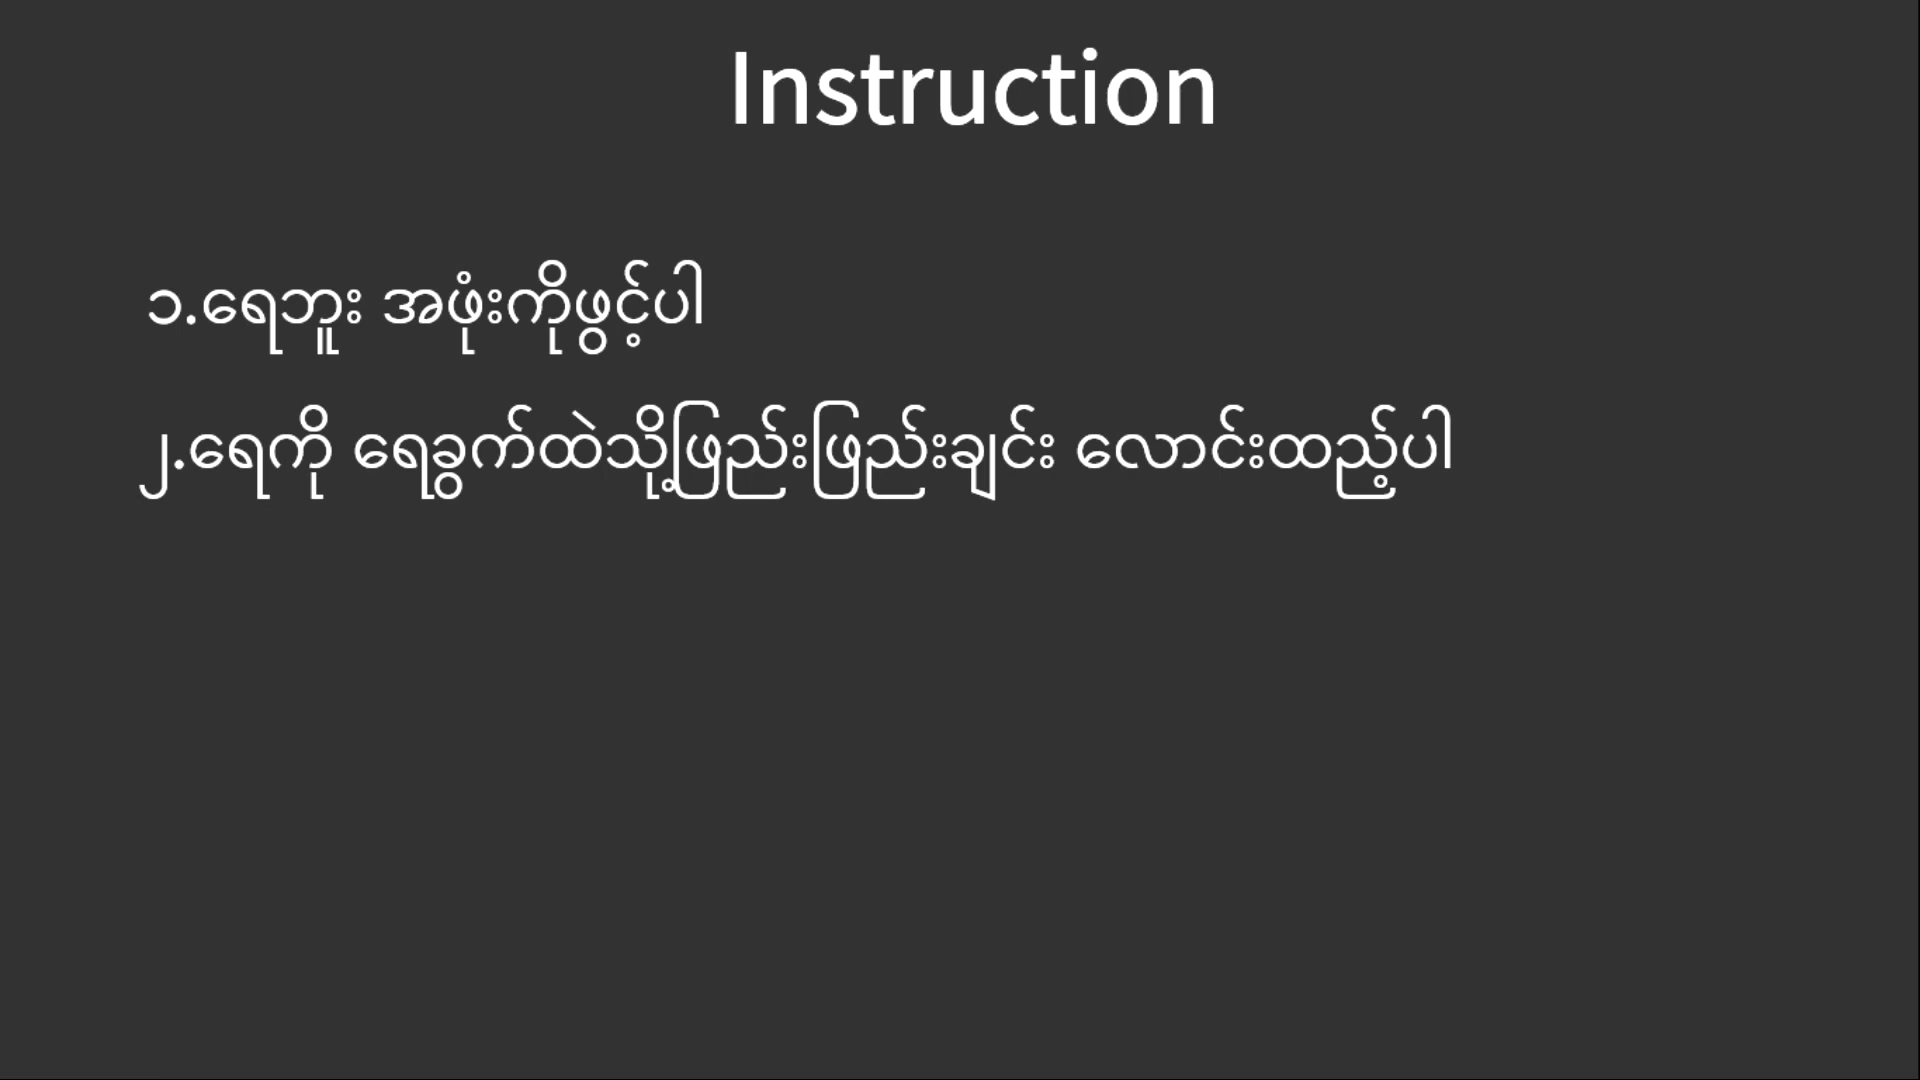 Instruction
၁.ရေဘူး အဖုံးကိုဖွင့်ပါ
၂.ရေကို ရေခွက်ထဲသို့ဖြည်းဖြည်းချင်း လောင်းထည့်ပါ